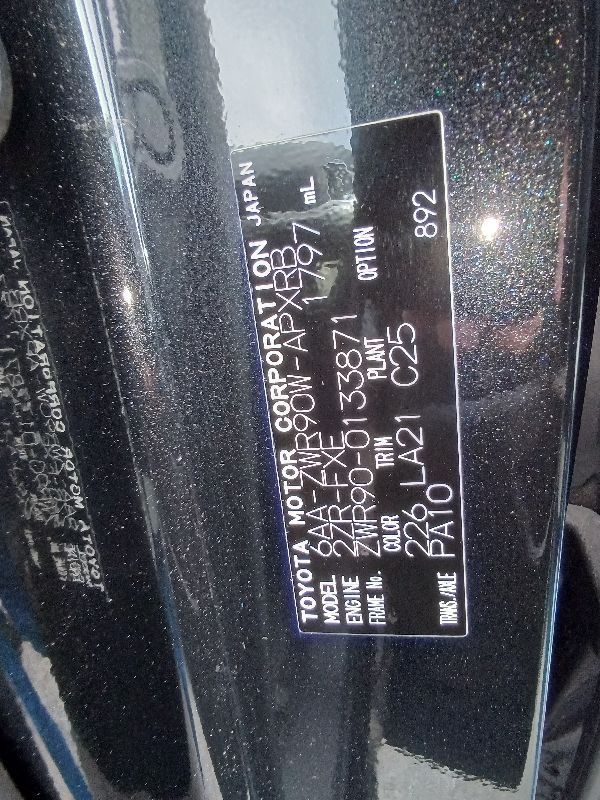 TOYOTA MOTOR CORPORATION JAPAN
MODEL 6AA-ZWR90W-APXRB
ENGINE 2ZR-FXE 1797 mL
FRAME No. ZWR90-0133871
COLOR TRIM PLANT OPTION
226 LA21 C25 892
TRANS./AXLE PA10